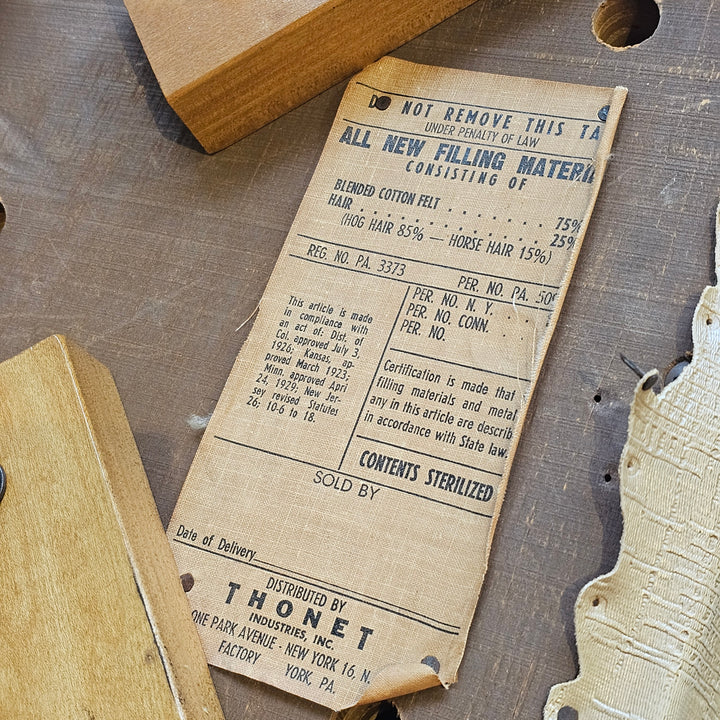 DO NOT REMOVE THIS TA
UNDER PENALTY OF LAW
ALL NEW FILLING MATERI
CONSISTING OF
BLENDED COTTON FELT . . . . . . . 75%
HAIR . . . . . . . . . . . . . 25%
(HOG HAIR 85% — HORSE HAIR 15%)
REG. NO. PA. 3373
PER. NO. PA. 509
PER. NO. N. Y. . .
PER. NO. CONN. .
PER. NO.
This article is made
in compliance with
an act of: Dist. of
Col. approved July 3,
1926; Kansas, ap-
proved March 1923;
Minn. approved April
24, 1929; New Jer-
sey revised Statutes
26; 10-6 to 18.
Certification is made that
filling materials and metal
any in this article are describ
in accordance with State law.
CONTENTS STERILIZED
SOLD BY
Date of Delivery
DISTRIBUTED BY
THONET
INDUSTRIES, INC.
ONE PARK AVENUE - NEW YORK 16, N.
FACTORY YORK, PA.